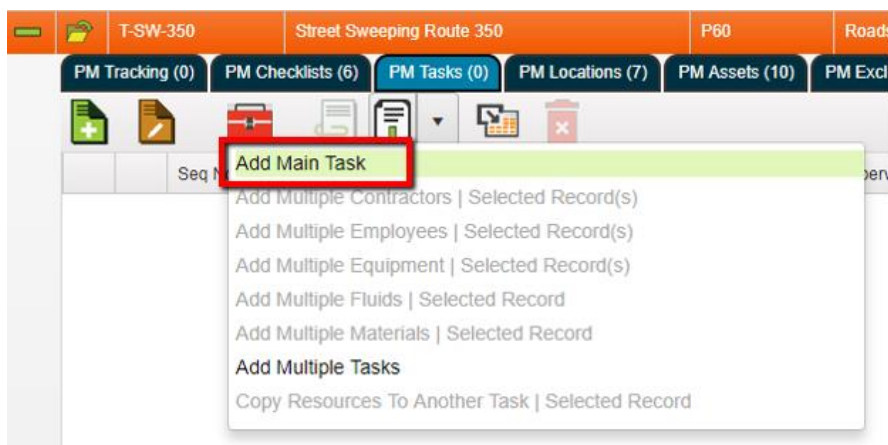 T-SW-350 Street Sweeping Route 350 P60 Roads
PM Tracking (0) PM Checklists (6) PM Tasks (0) PM Locations (7) PM Assets (10) PM Excl
Seq N
Add Main Task
Add Multiple Contractors | Selected Record(s)
Add Multiple Employees | Selected Record(s)
Add Multiple Equipment | Selected Record(s)
Add Multiple Fluids | Selected Record
Add Multiple Materials | Selected Record
Add Multiple Tasks
Copy Resources To Another Task | Selected Record